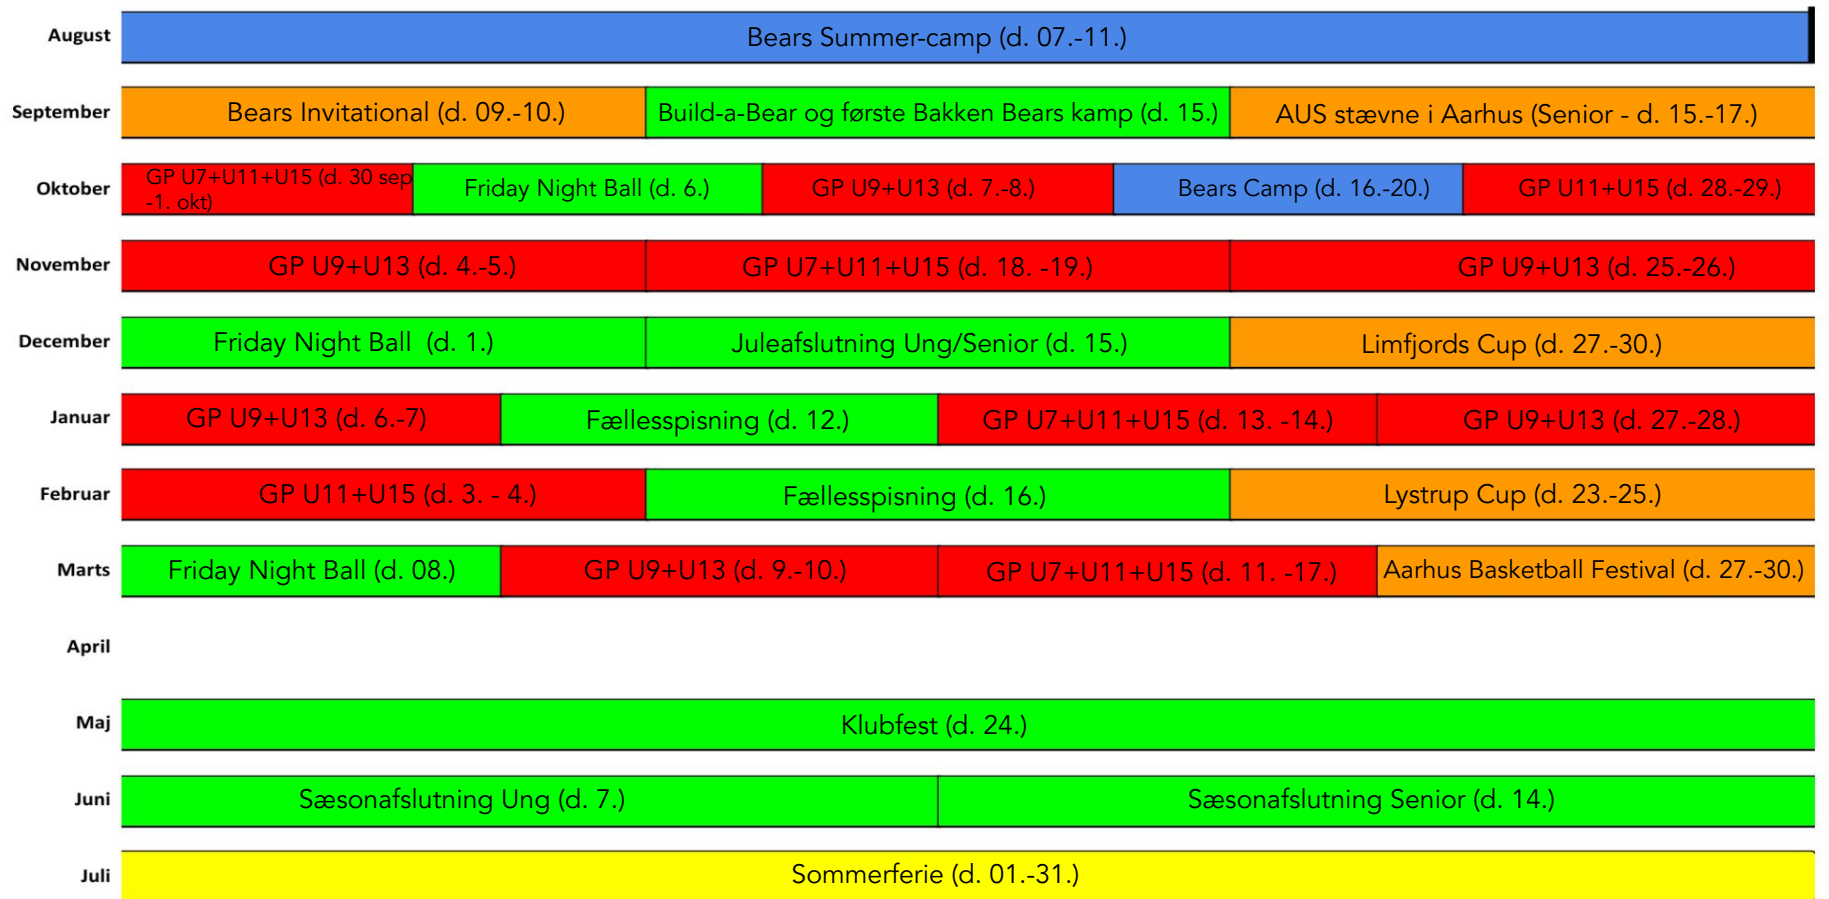 August
Bears Summer-camp (d. 07.-11.)
September
Bears Invitational (d. 09.-10.)
Build-a-Bear og første Bakken Bears kamp (d. 15.)
AUS stævne i Aarhus (Senior - d. 15.-17.)
Oktober
GP U7+U11+U15 (d. 30 sep
-1. okt)
Friday Night Ball (d. 6.)
GP U9+U13 (d. 7.-8.)
Bears Camp (d. 16.-20.)
GP U11+U15 (d. 28.-29.)
November
GP U9+U13 (d. 4.-5.)
GP U7+U11+U15 (d. 18. -19.)
GP U9+U13 (d. 25.-26.)
December
Friday Night Ball (d. 1.)
Juleafslutning Ung/Senior (d. 15.)
Limfjords Cup (d. 27.-30.)
Januar
GP U9+U13 (d. 6.-7)
Fællesspisning (d. 12.)
GP U7+U11+U15 (d. 13. -14.)
GP U9+U13 (d. 27.-28.)
Februar
GP U11+U15 (d. 3. - 4.)
Fællesspisning (d. 16.)
Lystrup Cup (d. 23.-25.)
Marts
Friday Night Ball (d. 08.)
GP U9+U13 (d. 9.-10.)
GP U7+U11+U15 (d. 11. -17.)
Aarhus Basketball Festival (d. 27.-30.)
April
Maj
Klubfest (d. 24.)
Juni
Sæsonafslutning Ung (d. 7.)
Sæsonafslutning Senior (d. 14.)
Juli
Sommerferie (d. 01.-31.)